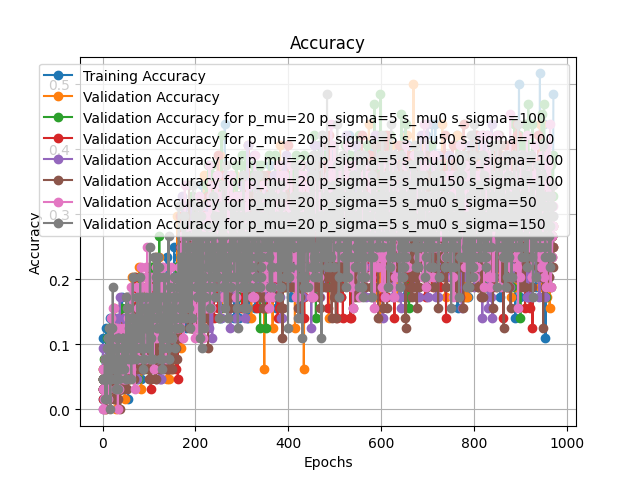 Accuracy
Training Accuracy
Validation Accuracy
Validation Accuracy for p_mu=20 p_sigma=5 s_mu0 s_sigma=100
Validation Accuracy for p_mu=20 p_sigma=5 s_mu50 s_sigma=100
Validation Accuracy for p_mu=20 p_sigma=5 s_mu100 s_sigma=100
Validation Accuracy for p_mu=20 p_sigma=5 s_mu150 s_sigma=100
Validation Accuracy for p_mu=20 p_sigma=5 s_mu0 s_sigma=50
Validation Accuracy for p_mu=20 p_sigma=5 s_mu0 s_sigma=150
0.5
0.4
0.3
0.2
0.1
0.0
Accuracy
0 200 400 600 800 1000
Epochs